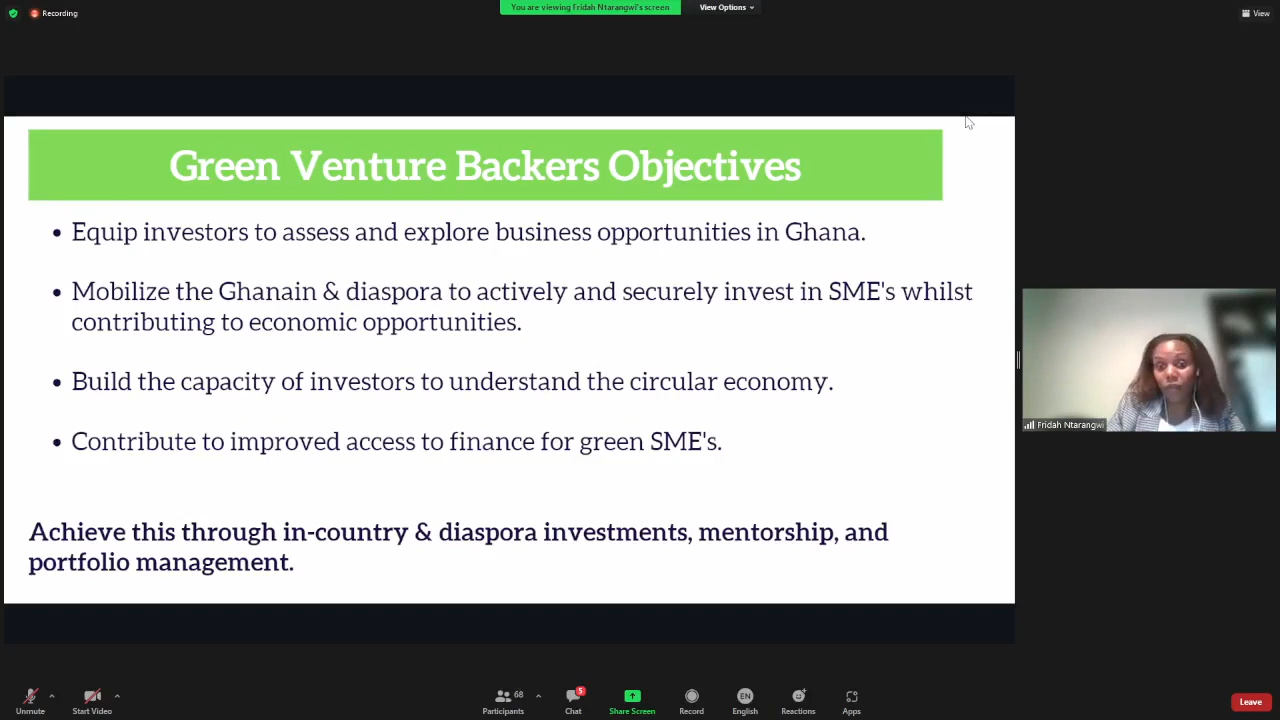 Recording
You are viewing Fridah Ntarangwi's screen
View Options
View
Green Venture Backers Objectives
• Equip investors to assess and explore business opportunities in Ghana.
• Mobilize the Ghanain & diaspora to actively and securely invest in SME's whilst
contributing to economic opportunities.
• Build the capacity of investors to understand the circular economy.
• Contribute to improved access to finance for green SME's.
Achieve this through in-country & diaspora investments, mentorship, and
portfolio management.
Fridah Ntarangwi
Unmute
Start Video
68
Participants
5
Chat
Share Screen
Record
EN
English
Reactions
Apps
Leave